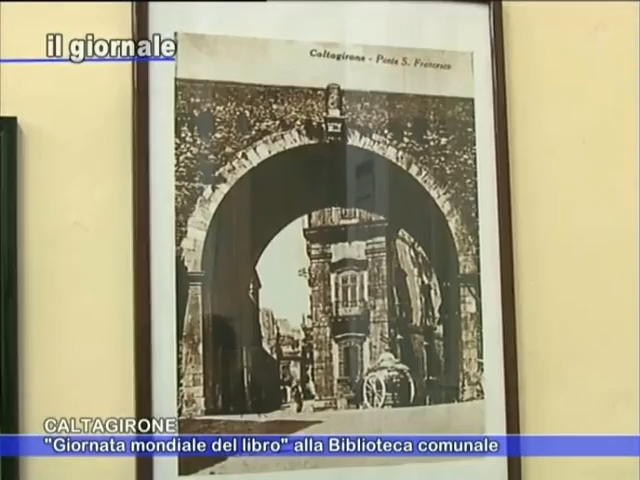 il giornale
Caltagirone - Ponte S. Francesco
CALTAGIRONE
"Giornata mondiale del libro" alla Biblioteca comunale